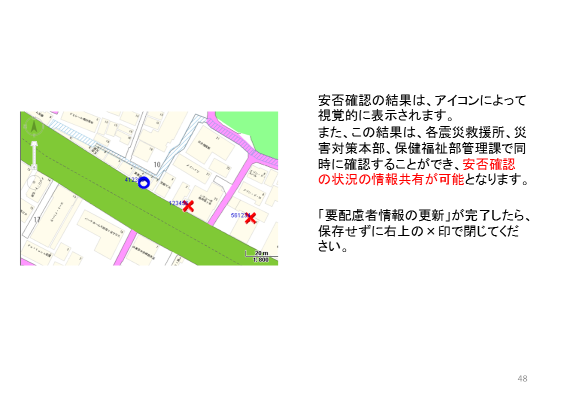 安否確認の結果は、アイコンによって
視覚的に表示されます。
また、この結果は、各震災救援所、災
害対策本部、保健福祉部管理課で同
時に確認することができ、安否確認
の状況の情報共有が可能となります。
「要配慮者情報の更新」が完了したら、
保存せずに右上の×印で閉じてくだ
さい。
10
17
20m
1:800
48